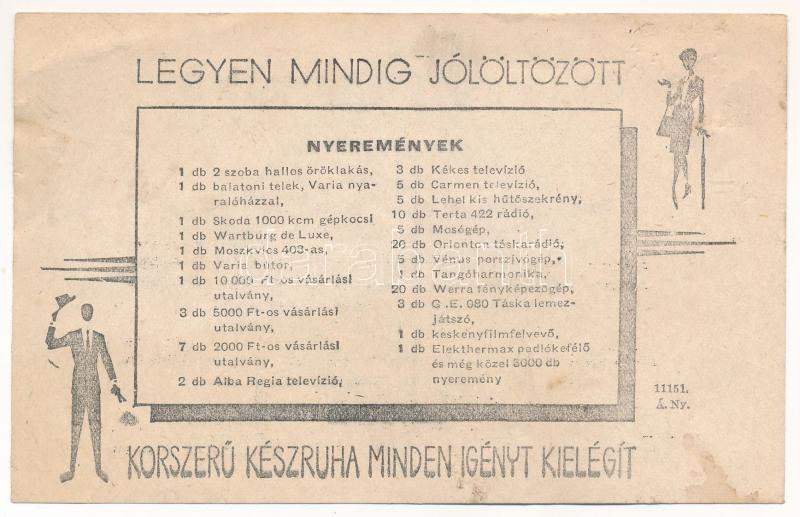 LEGYEN MINDIG JÓLÖLTÖZÖTT
NYEREMÉNYEK
1 db 2 szoba hallos öröklakás,
1 db balatoni telek, Varia nya-
ralóházzal,
1 db Skoda 1000 kcm gépkocsi
1 db Wartburg de Luxe,
1 db Moszkvics 403-as,
1 db Varia bútor,
1 db 10 000 Ft-os vásárlási
utalvány,
3 db 5000 Ft-os vásárlási
utalvány,
7 db 2000 Ft-os vásárlási
utalvány,
2 db Alba Regia televízió,
3 db Kékes televízió
5 db Carmen televízió,
5 db Lehel kis hűtőszekrény,
10 db Terta 422 rádió,
5 db Mosógép,
20 db Orionton táskarádió,
5 db Vénus porszívógép,
1 db Tangóharmonika,
20 db Werra fényképezőgép,
3 db G.E. 080 Táska lemez-
játszó,
1 db keskenyfilmfelvevő,
1 db Elekthermax padlókefélő
és még közel 3000 db
nyeremény
11151.
Á. Ny.
KORSZERŰ KÉSZRUHA MINDEN IGÉNYT KIELÉGÍT